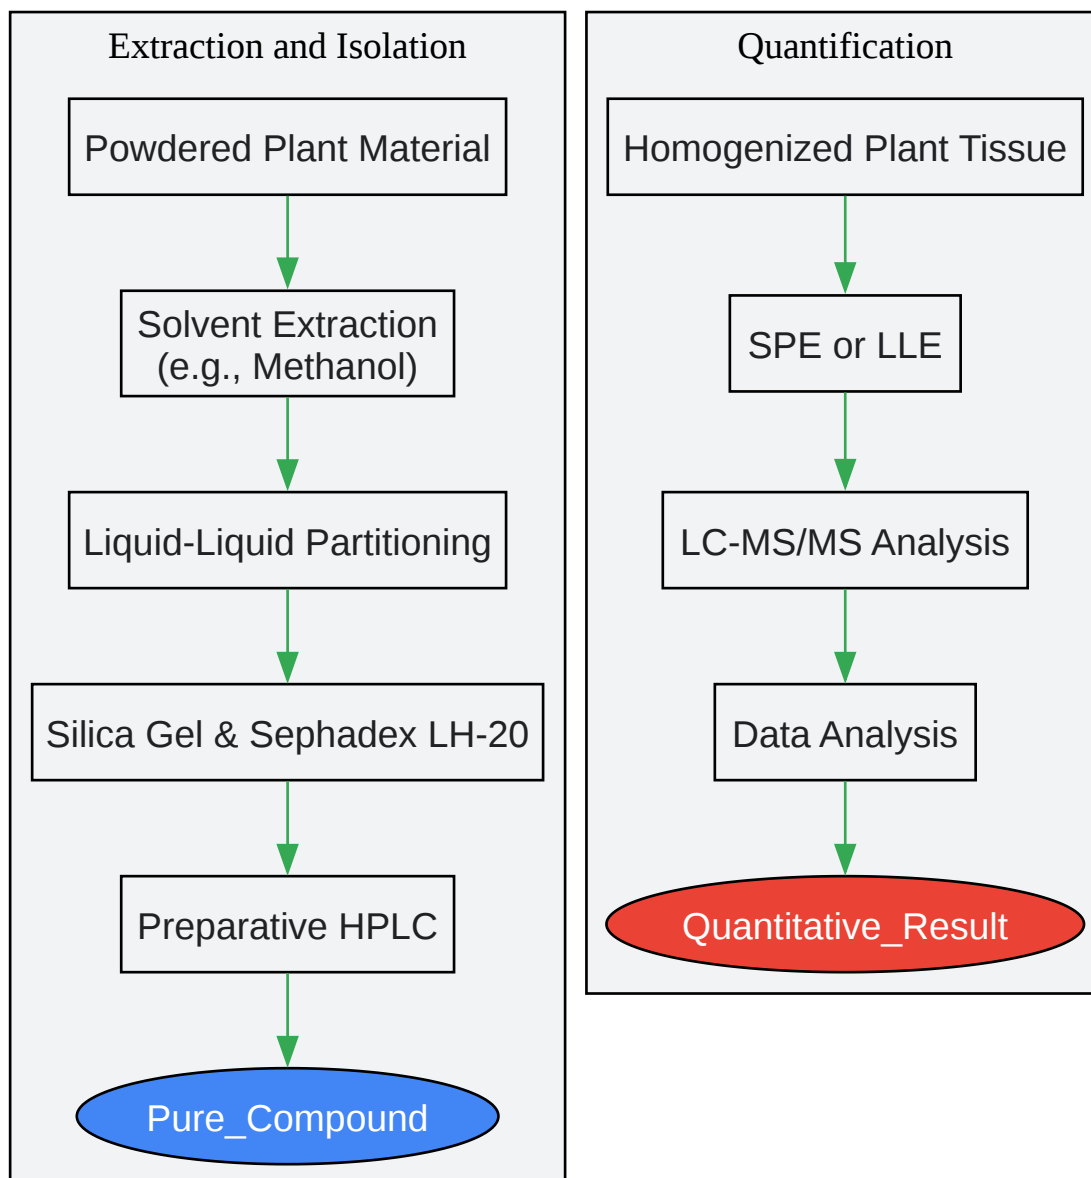 Extraction and Isolation
Powdered Plant Material
Solvent Extraction
(e.g., Methanol)
Liquid-Liquid Partitioning
Silica Gel & Sephadex LH-20
Preparative HPLC
Pure_Compound
Quantification
Homogenized Plant Tissue
SPE or LLE
LC-MS/MS Analysis
Data Analysis
Quantitative_Result